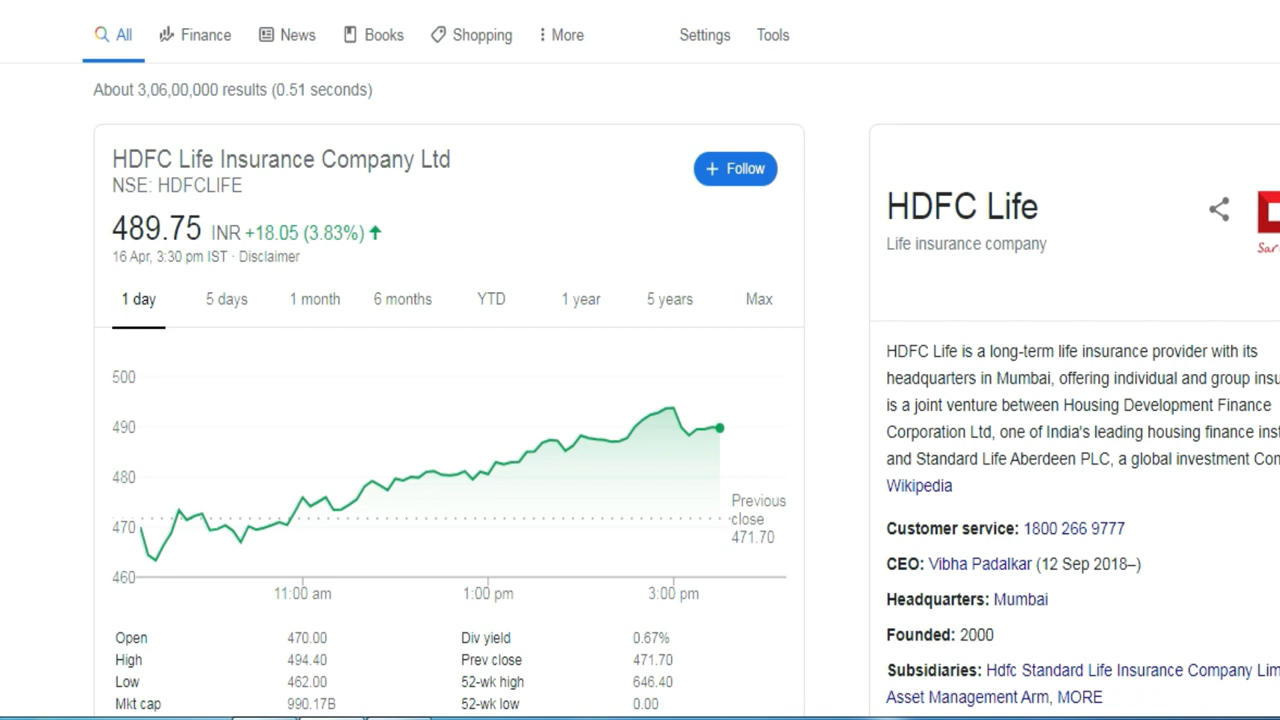 All Finance News Books Shopping More Settings Tools
About 3,06,00,000 results (0.51 seconds)
HDFC Life Insurance Company Ltd
NSE: HDFCLIFE
+ Follow
489.75 INR +18.05 (3.83%)
16 Apr, 3:30 pm IST · Disclaimer
1 day 5 days 1 month 6 months YTD 1 year 5 years Max
500
490
480
470
460
Previous
close
471.70
11:00 am 1:00 pm 3:00 pm
Open 470.00 Div yield 0.67%
High 494.40 Prev close 471.70
Low 462.00 52-wk high 646.40
Mkt cap 990.17B 52-wk low 0.00
HDFC Life
Life insurance company
HDFC Life is a long-term life insurance provider with its
headquarters in Mumbai, offering individual and group insu
is a joint venture between Housing Development Finance
Corporation Ltd, one of India's leading housing finance inst
and Standard Life Aberdeen PLC, a global investment Con
Wikipedia
Customer service: 1800 266 9777
CEO: Vibha Padalkar (12 Sep 2018–)
Headquarters: Mumbai
Founded: 2000
Subsidiaries: Hdfc Standard Life Insurance Company Lim
Asset Management Arm, MORE